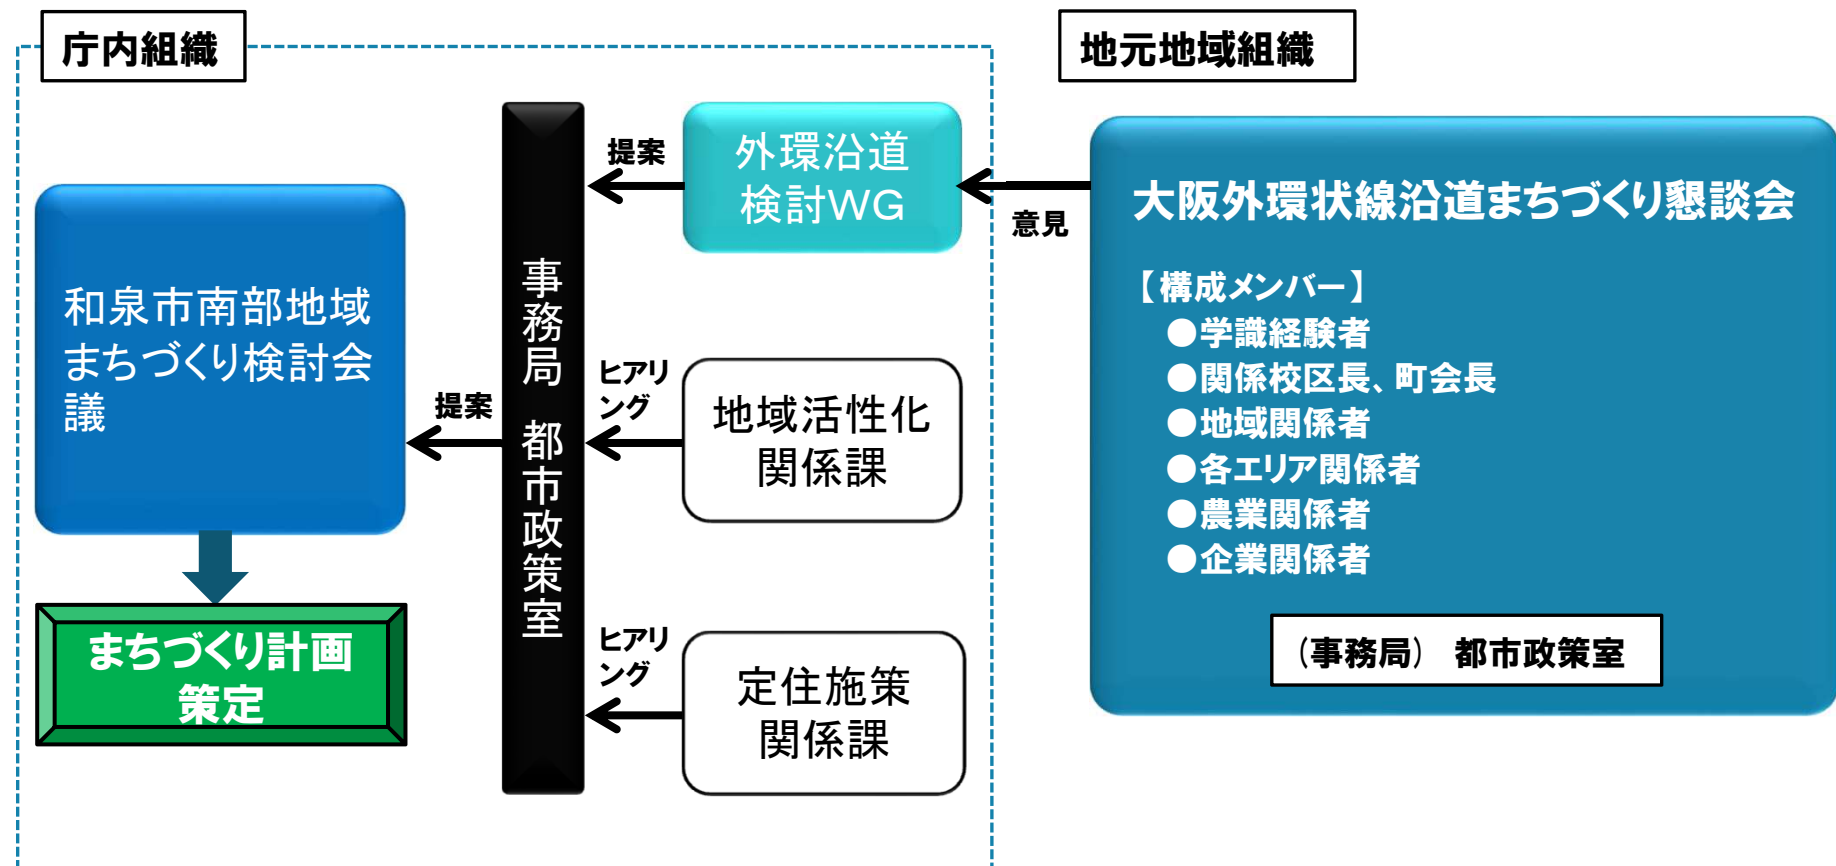 庁内組織
地元地域組織
提案
外環沿道
検討WG
意見
大阪外環状線沿道まちづくり懇談会
【構成メンバー】
●学識経験者
●関係校区長、町会長
●地域関係者
●各エリア関係者
●農業関係者
●企業関係者
(事務局) 都市政策室
和泉市南部地域
まちづくり検討会
議
提案
事務局 都市政策室
ヒアリ
ング
地域活性化
関係課
ヒアリ
ング
定住施策
関係課
まちづくり計画
策定